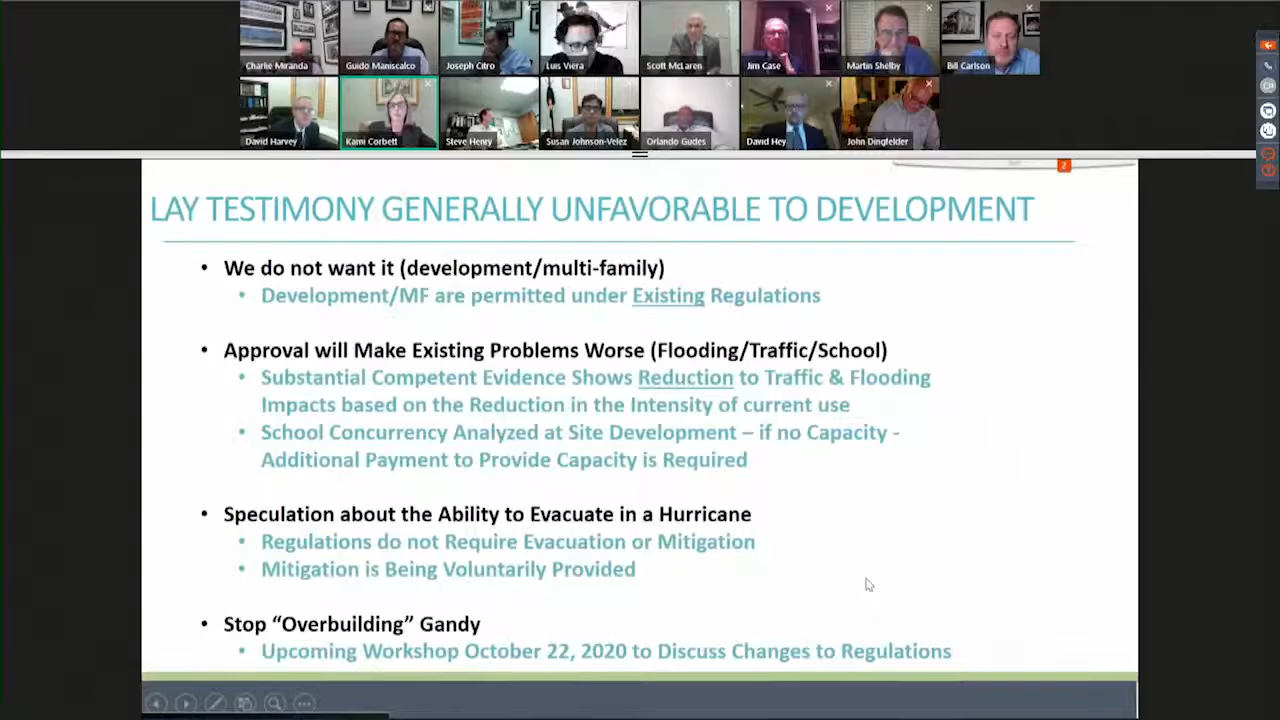 Charlie Miranda
Guido Maniscalco
Joseph Citro
Luis Viera
Scott McLaren
Jim Case
Martin Shelby
Bill Carlson
David Harvey
Kami Corbett
Steve Henry
Susan Johnson-Velez
Orlando Gudes
David Hey
John Dingfelder
2
LAY TESTIMONY GENERALLY UNFAVORABLE TO DEVELOPMENT
• We do not want it (development/multi-family)
• Development/MF are permitted under Existing Regulations
• Approval will Make Existing Problems Worse (Flooding/Traffic/School)
• Substantial Competent Evidence Shows Reduction to Traffic & Flooding
Impacts based on the Reduction in the Intensity of current use
• School Concurrency Analyzed at Site Development – if no Capacity -
Additional Payment to Provide Capacity is Required
• Speculation about the Ability to Evacuate in a Hurricane
• Regulations do not Require Evacuation or Mitigation
• Mitigation is Being Voluntarily Provided
• Stop “Overbuilding” Gandy
• Upcoming Workshop October 22, 2020 to Discuss Changes to Regulations